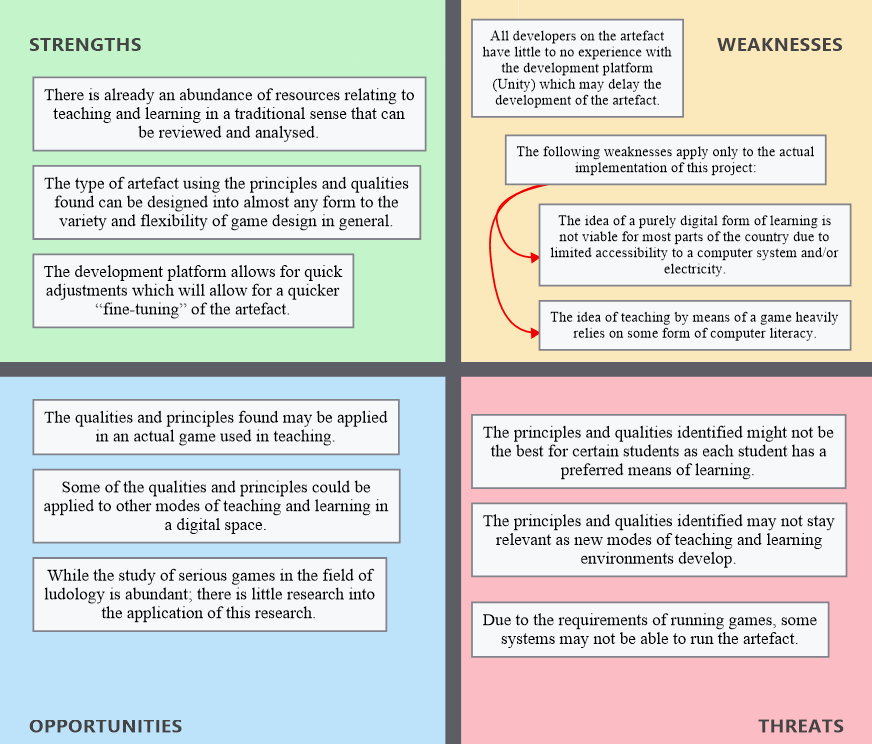 STRENGTHS
There is already an abundance of resources relating to
teaching and learning in a traditional sense that can
be reviewed and analysed.
The type of artefact using the principles and qualities
found can be designed into almost any form to the
variety and flexibility of game design in general.
The development platform allows for quick
adjustments which will allow for a quicker
“fine-tuning” of the artefact.
WEAKNESSES
All developers on the artefact
have little to no experience with
the development platform
(Unity) which may delay the
development of the artefact.
The following weaknesses apply only to the actual
implementation of this project:
The idea of a purely digital form of learning is
not viable for most parts of the country due to
limited accessibility to a computer system and/or
electricity.
The idea of teaching by means of a game heavily
relies on some form of computer literacy.
The qualities and principles found may be applied
in an actual game used in teaching.
Some of the qualities and principles could be
applied to other modes of teaching and learning in
a digital space.
While the study of serious games in the field of
ludology is abundant; there is little research into
the application of this research.
OPPORTUNITIES
The principles and qualities identified might not be
the best for certain students as each student has a
preferred means of learning.
The principles and qualities identified may not stay
relevant as new modes of teaching and learning
environments develop.
Due to the requirements of running games, some
systems may not be able to run the artefact.
THREATS